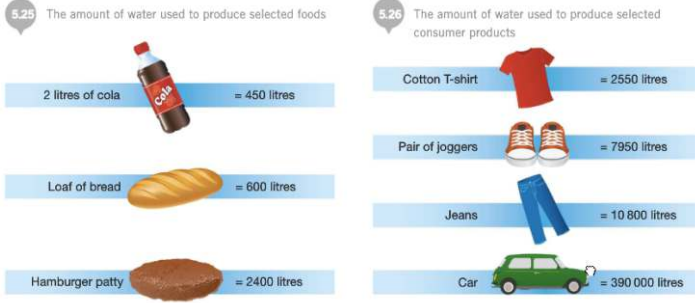 5.25 The amount of water used to produce selected foods
2 litres of cola = 450 litres
Cola
Loaf of bread = 600 litres
Hamburger patty = 2400 litres
5.26 The amount of water used to produce selected
consumer products
Cotton T-shirt = 2550 litres
Pair of joggers = 7950 litres
Jeans = 10 800 litres
Car = 390 000 litres